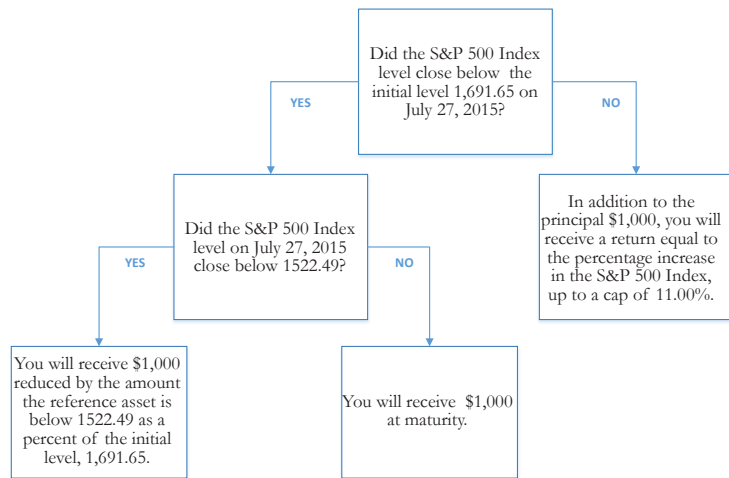 Did the S&P 500 Index
level close below the
initial level 1,691.65 on
July 27, 2015?
YES
NO
Did the S&P 500 Index
level on July 27, 2015
close below 1522.49?
In addition to the
principal $1,000, you will
receive a return equal to
the percentage increase
in the S&P 500 Index,
up to a cap of 11.00%.
YES
NO
You will receive $1,000
reduced by the amount
the reference asset is
below 1522.49 as a
percent of the initial
level, 1,691.65.
You will receive $1,000
at maturity.